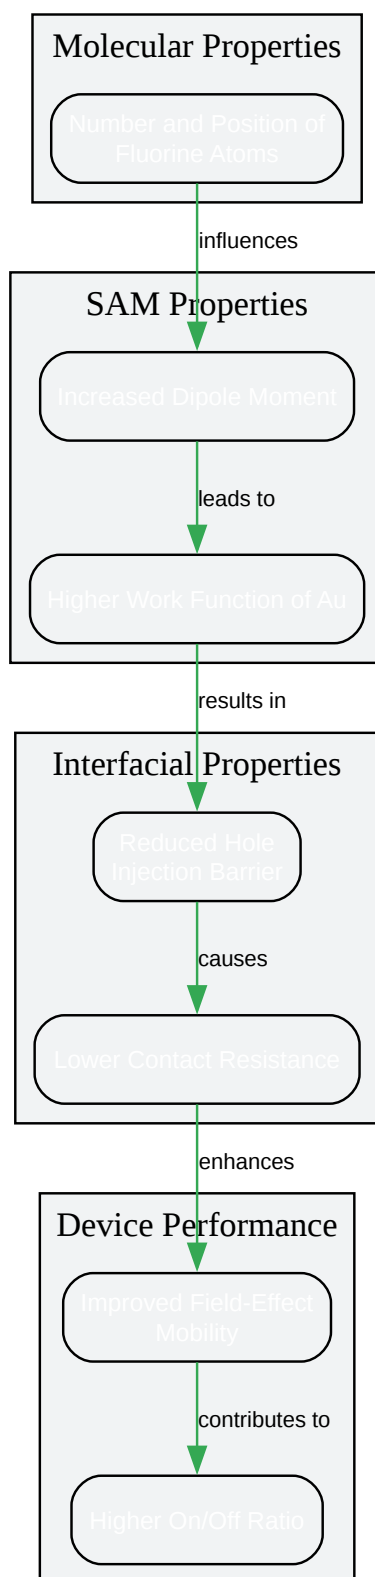 Molecular Properties
Number and Position of
Fluorine Atoms
influences
SAM Properties
Increased Dipole Moment
leads to
Higher Work Function of Au
results in
Interfacial Properties
Reduced Hole
Injection Barrier
causes
Lower Contact Resistance
enhances
Device Performance
Improved Field-Effect
Mobility
contributes to
Higher On/Off Ratio